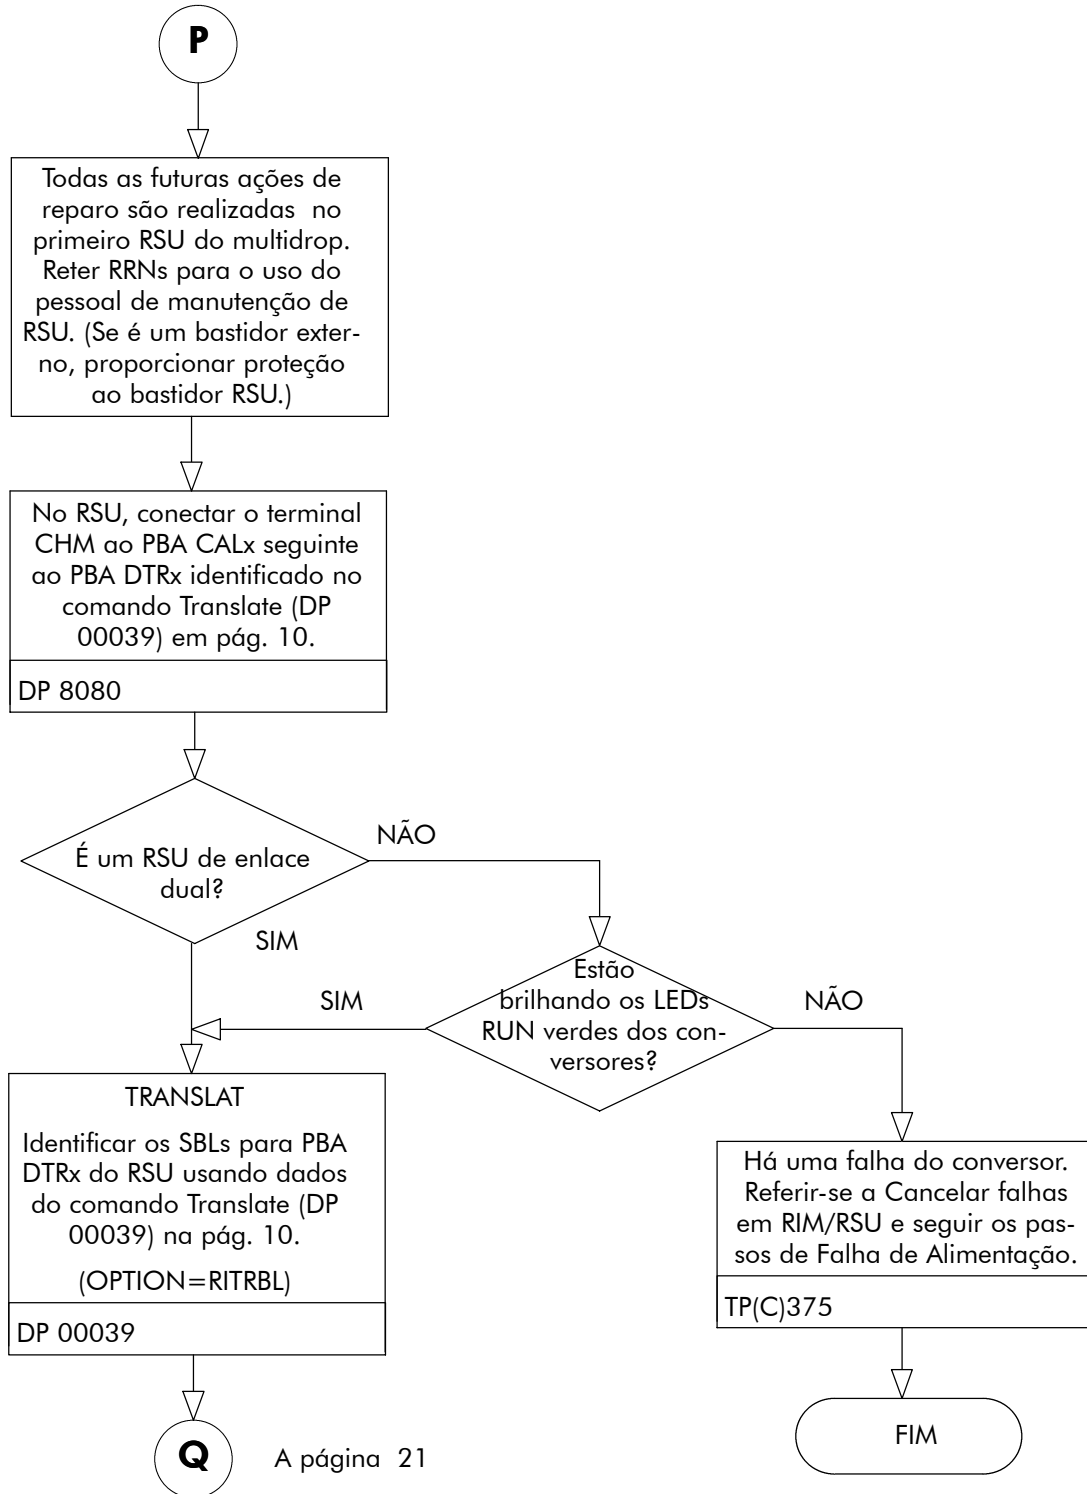 P
Todas as futuras ações de
reparo são realizadas no
primeiro RSU do multidrop.
Reter RRNs para o uso do
pessoal de manutenção de
RSU. (Se é um bastidor exter-
no, proporcionar proteção
ao bastidor RSU.)
No RSU, conectar o terminal
CHM ao PBA CALx seguinte
ao PBA DTRx identificado no
comando Translate (DP
00039) em pág. 10.
DP 8080
É um RSU de enlace
dual?
NÃO
SIM
Estão
brilhando os LEDs
RUN verdes dos con-
versores?
SIM
NÃO
TRANSLAT
Identificar os SBLs para PBA
DTRx do RSU usando dados
do comando Translate (DP
00039) na pág. 10.
(OPTION=RITRBL)
DP 00039
Há uma falha do conversor.
Referir-se a Cancelar falhas
em RIM/RSU e seguir os pas-
sos de Falha de Alimentação.
TP(C)375
FIM
Q
A página 21